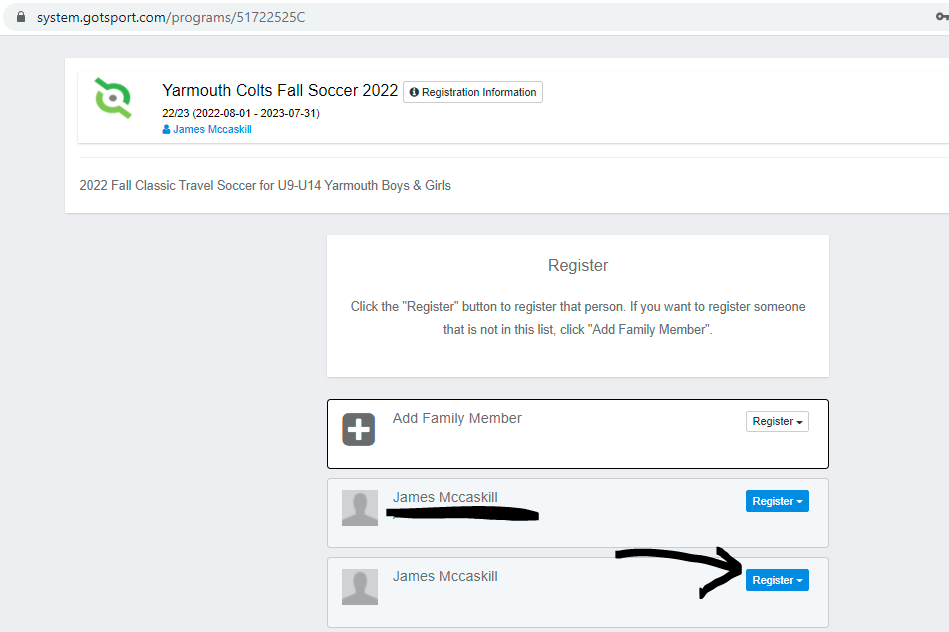 system.gotsport.com/programs/51722525C
Yarmouth Colts Fall Soccer 2022 Registration Information
22/23 (2022-08-01 - 2023-07-31)
James Mccaskill
2022 Fall Classic Travel Soccer for U9-U14 Yarmouth Boys & Girls
Register
Click the "Register" button to register that person. If you want to register someone
that is not in this list, click "Add Family Member".
Add Family Member Register
James Mccaskill Register
James Mccaskill Register